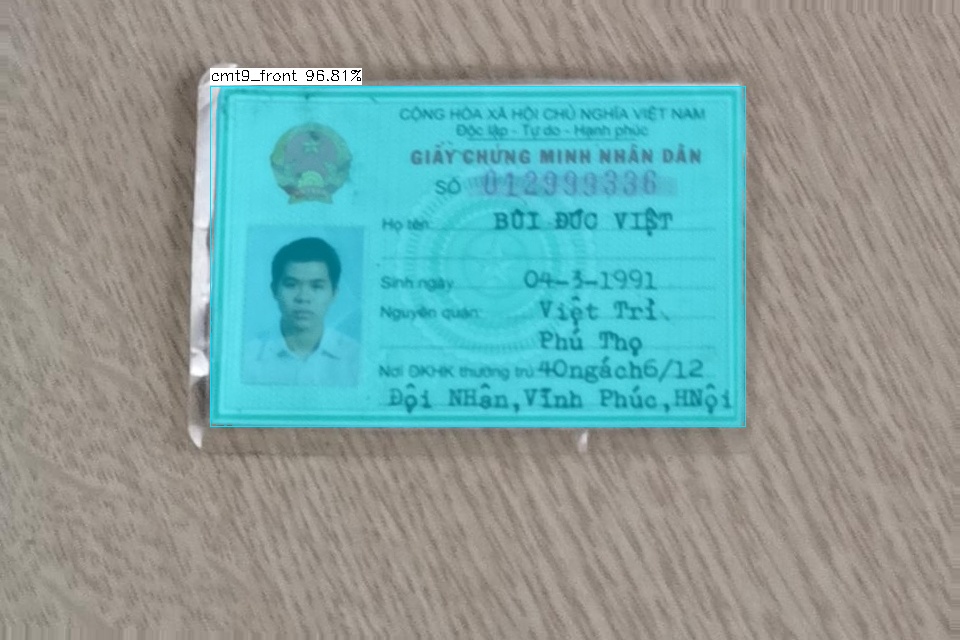 cmt9_front 96.81%
CỘNG HÒA XÃ HỘI CHỦ NGHĨA VIỆT NAM
Độc lập - Tự do - Hạnh phúc
GIẤY CHỨNG MINH NHÂN DÂN
SỐ 012999336
Họ tên: BÙI ĐỨC VIỆT
Sinh ngày 04-3-1991
Nguyên quán: Việt Trì
Phú Thọ
Nơi ĐKHK thường trú 40ngách6/12
Đội NHân,Vĩnh Phúc,HNội